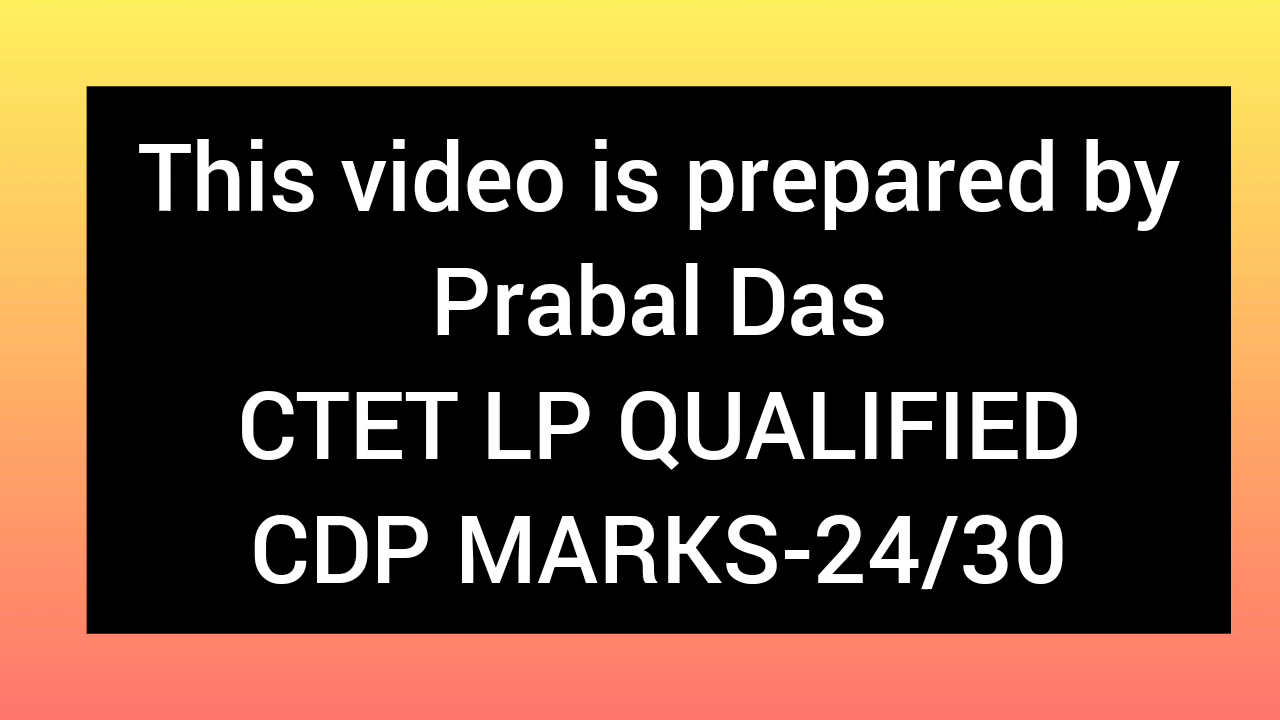 This video is prepared by
Prabal Das
CTET LP QUALIFIED
CDP MARKS-24/30